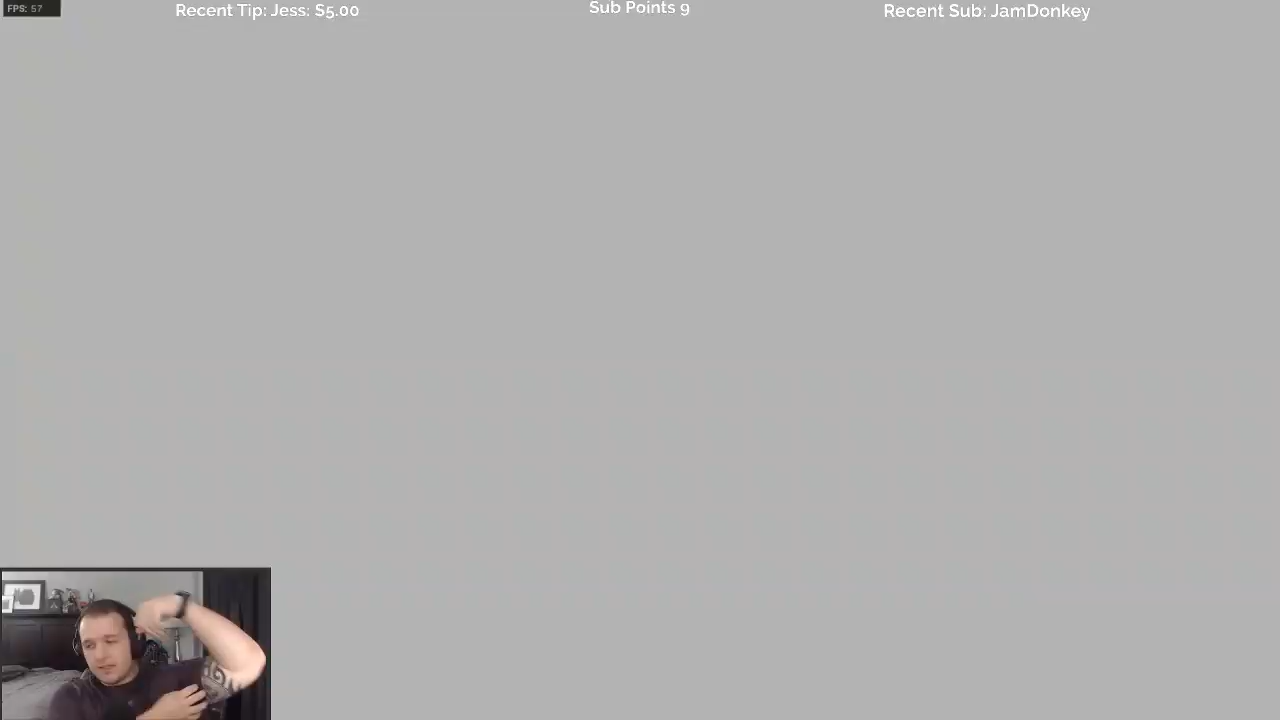 FPS: 57
Recent Tip: Jess: $5.00
Sub Points 9
Recent Sub: JamDonkey